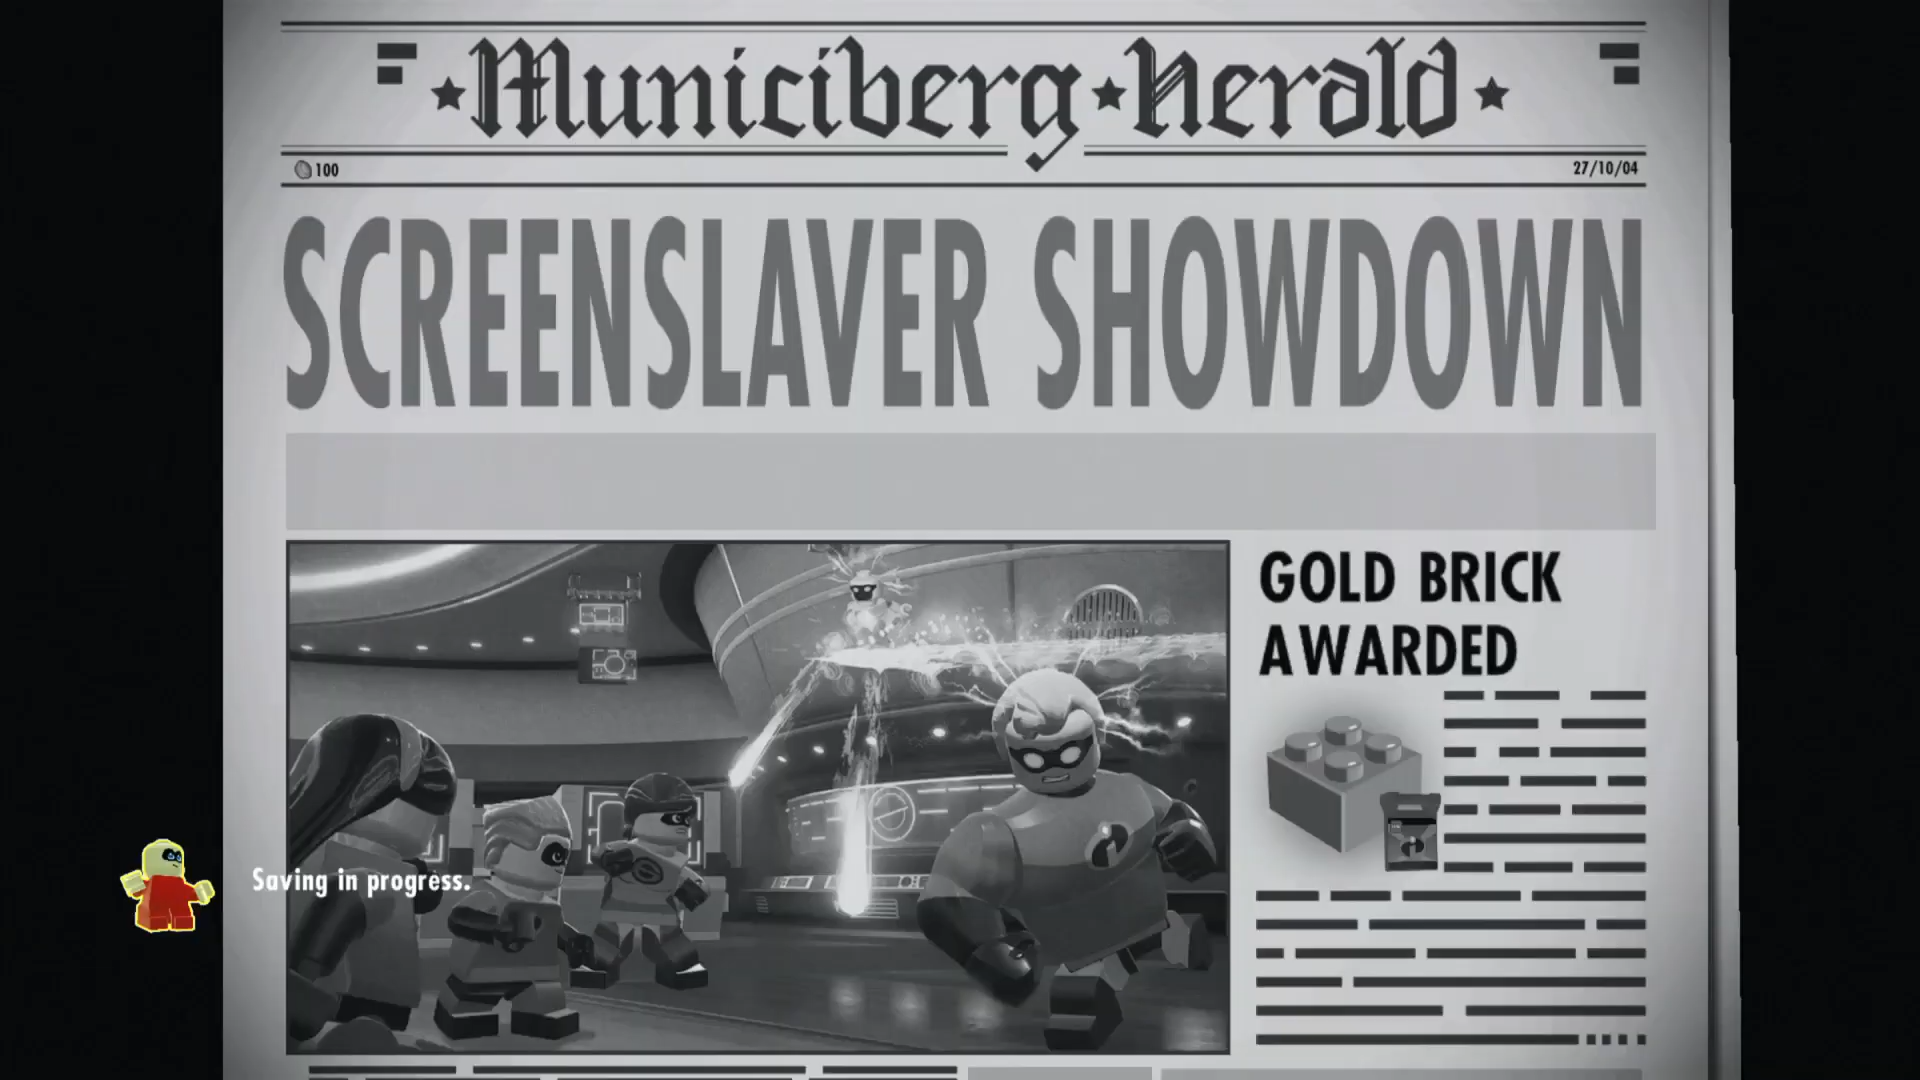 Municiberg Herald
100
27/10/04
SCREENSLAVER SHOWDOWN
GOLD BRICK
AWARDED
Saving in progress.